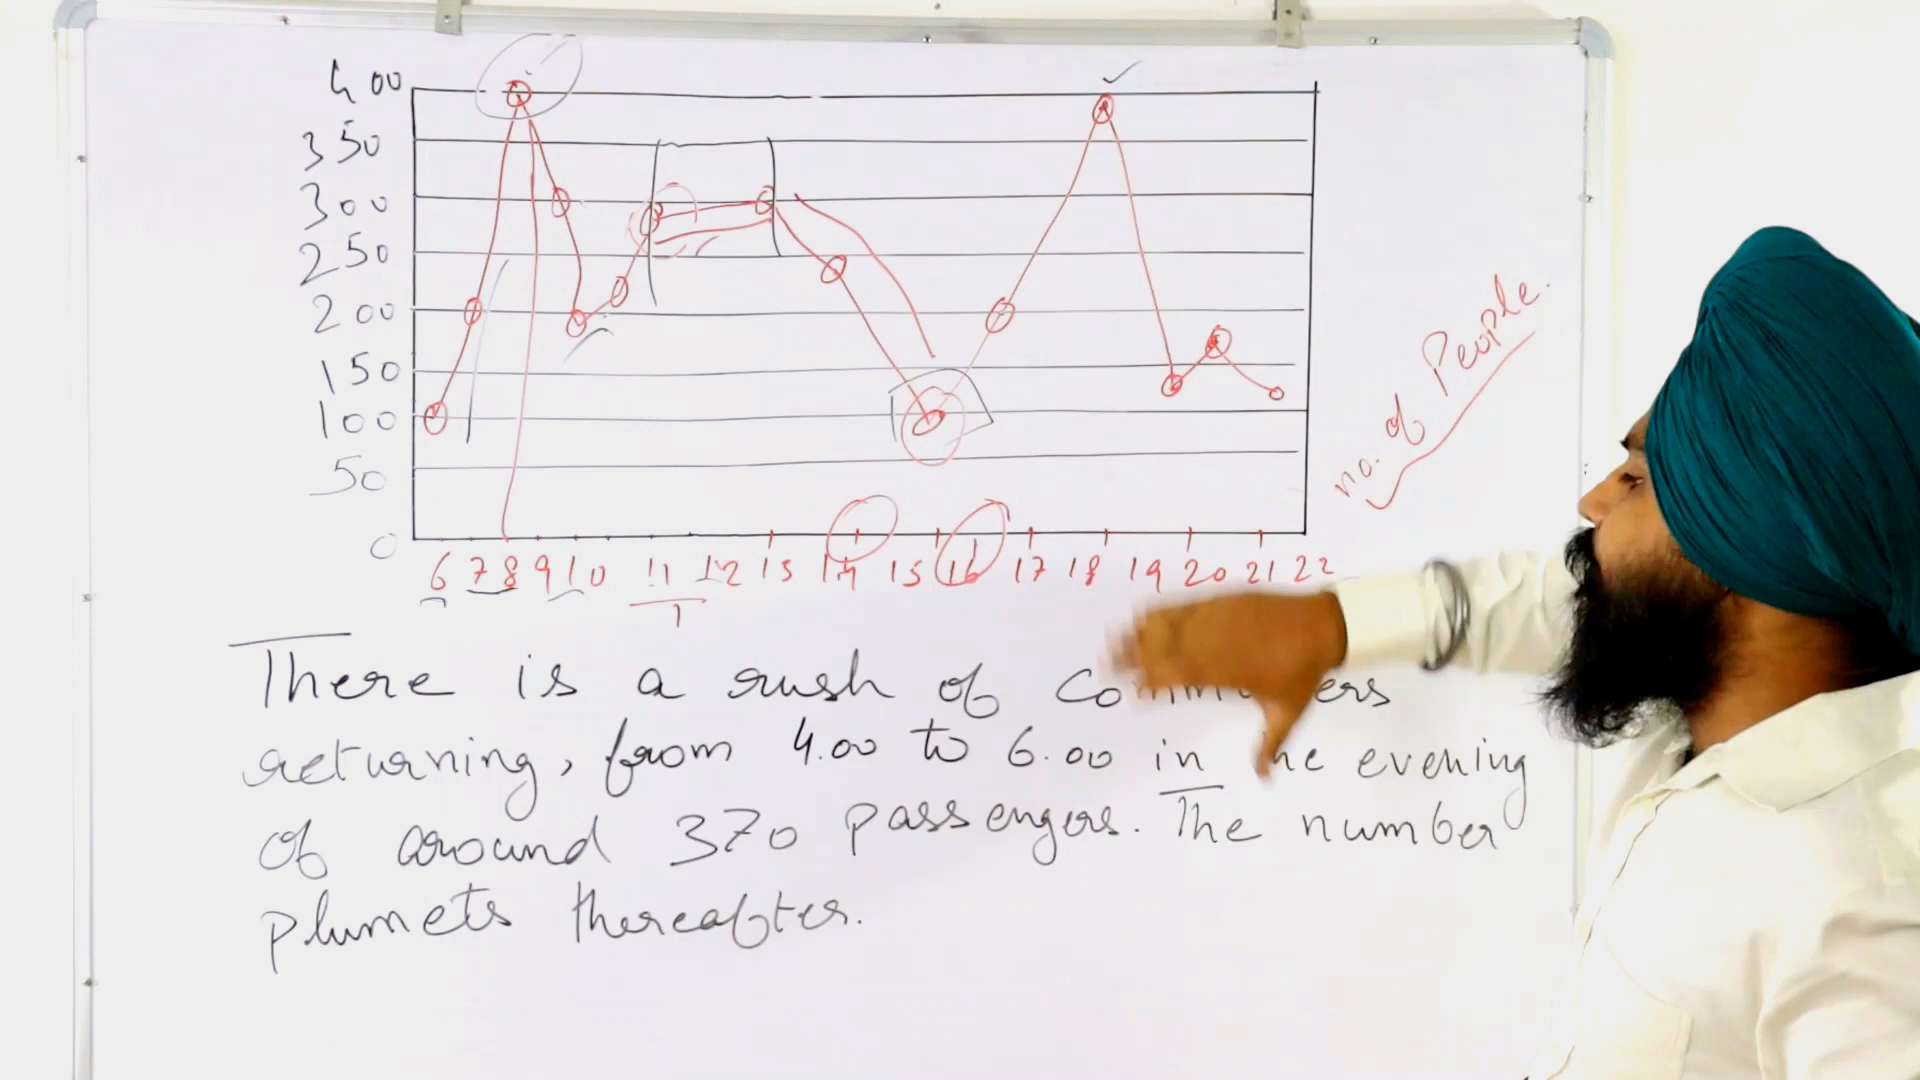 400
350
300
250
200
150
100
50
0
6 7 8 9 10 11 12 13 14 15 16 17 18 19 20 21 22
no. of People.
There is a rush of
returning, from 4.00 to 6.00 in evening
of around 370 passengers. The number
plumets thereafter.